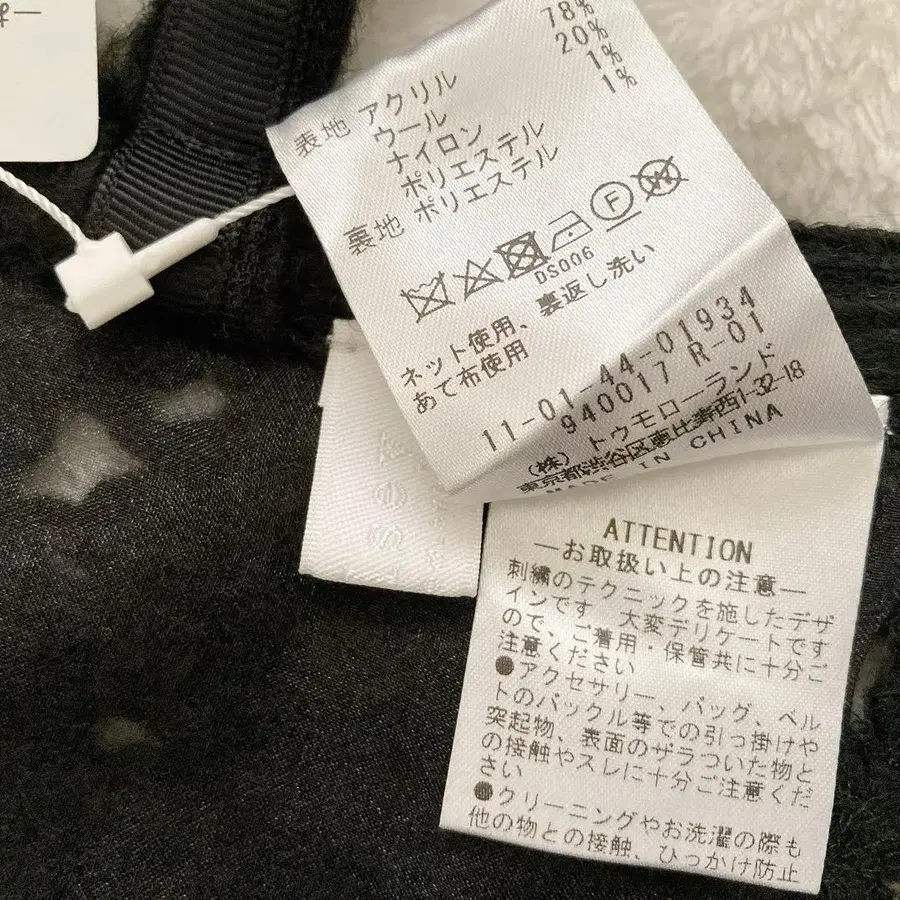 表地 アクリル 78%
ウール 20%
ナイロン 1%
ポリエステル 1%
裏地 ポリエステル
F
W
DS006
ネット使用、裏返し洗い
あて布使用
11-01-44-01934
940017 R-01
(株) トゥモローランド
東京都渋谷区恵比寿西1-32-18
MADE IN CHINA
ATTENTION
―お取扱い上の注意―
刺繍のテクニックを施したデザ
インです。大変デリケートです
ので、ご着用・保管共に十分ご
注意ください
●アクセサリー、バッグ、ベル
トのバックル等での引っ掛けや
突起物、表面のザラついた物と
の接触やスレに十分ご注意くだ
さい
●クリーニングやお洗濯の際も
他の物との接触、ひっかけ防止